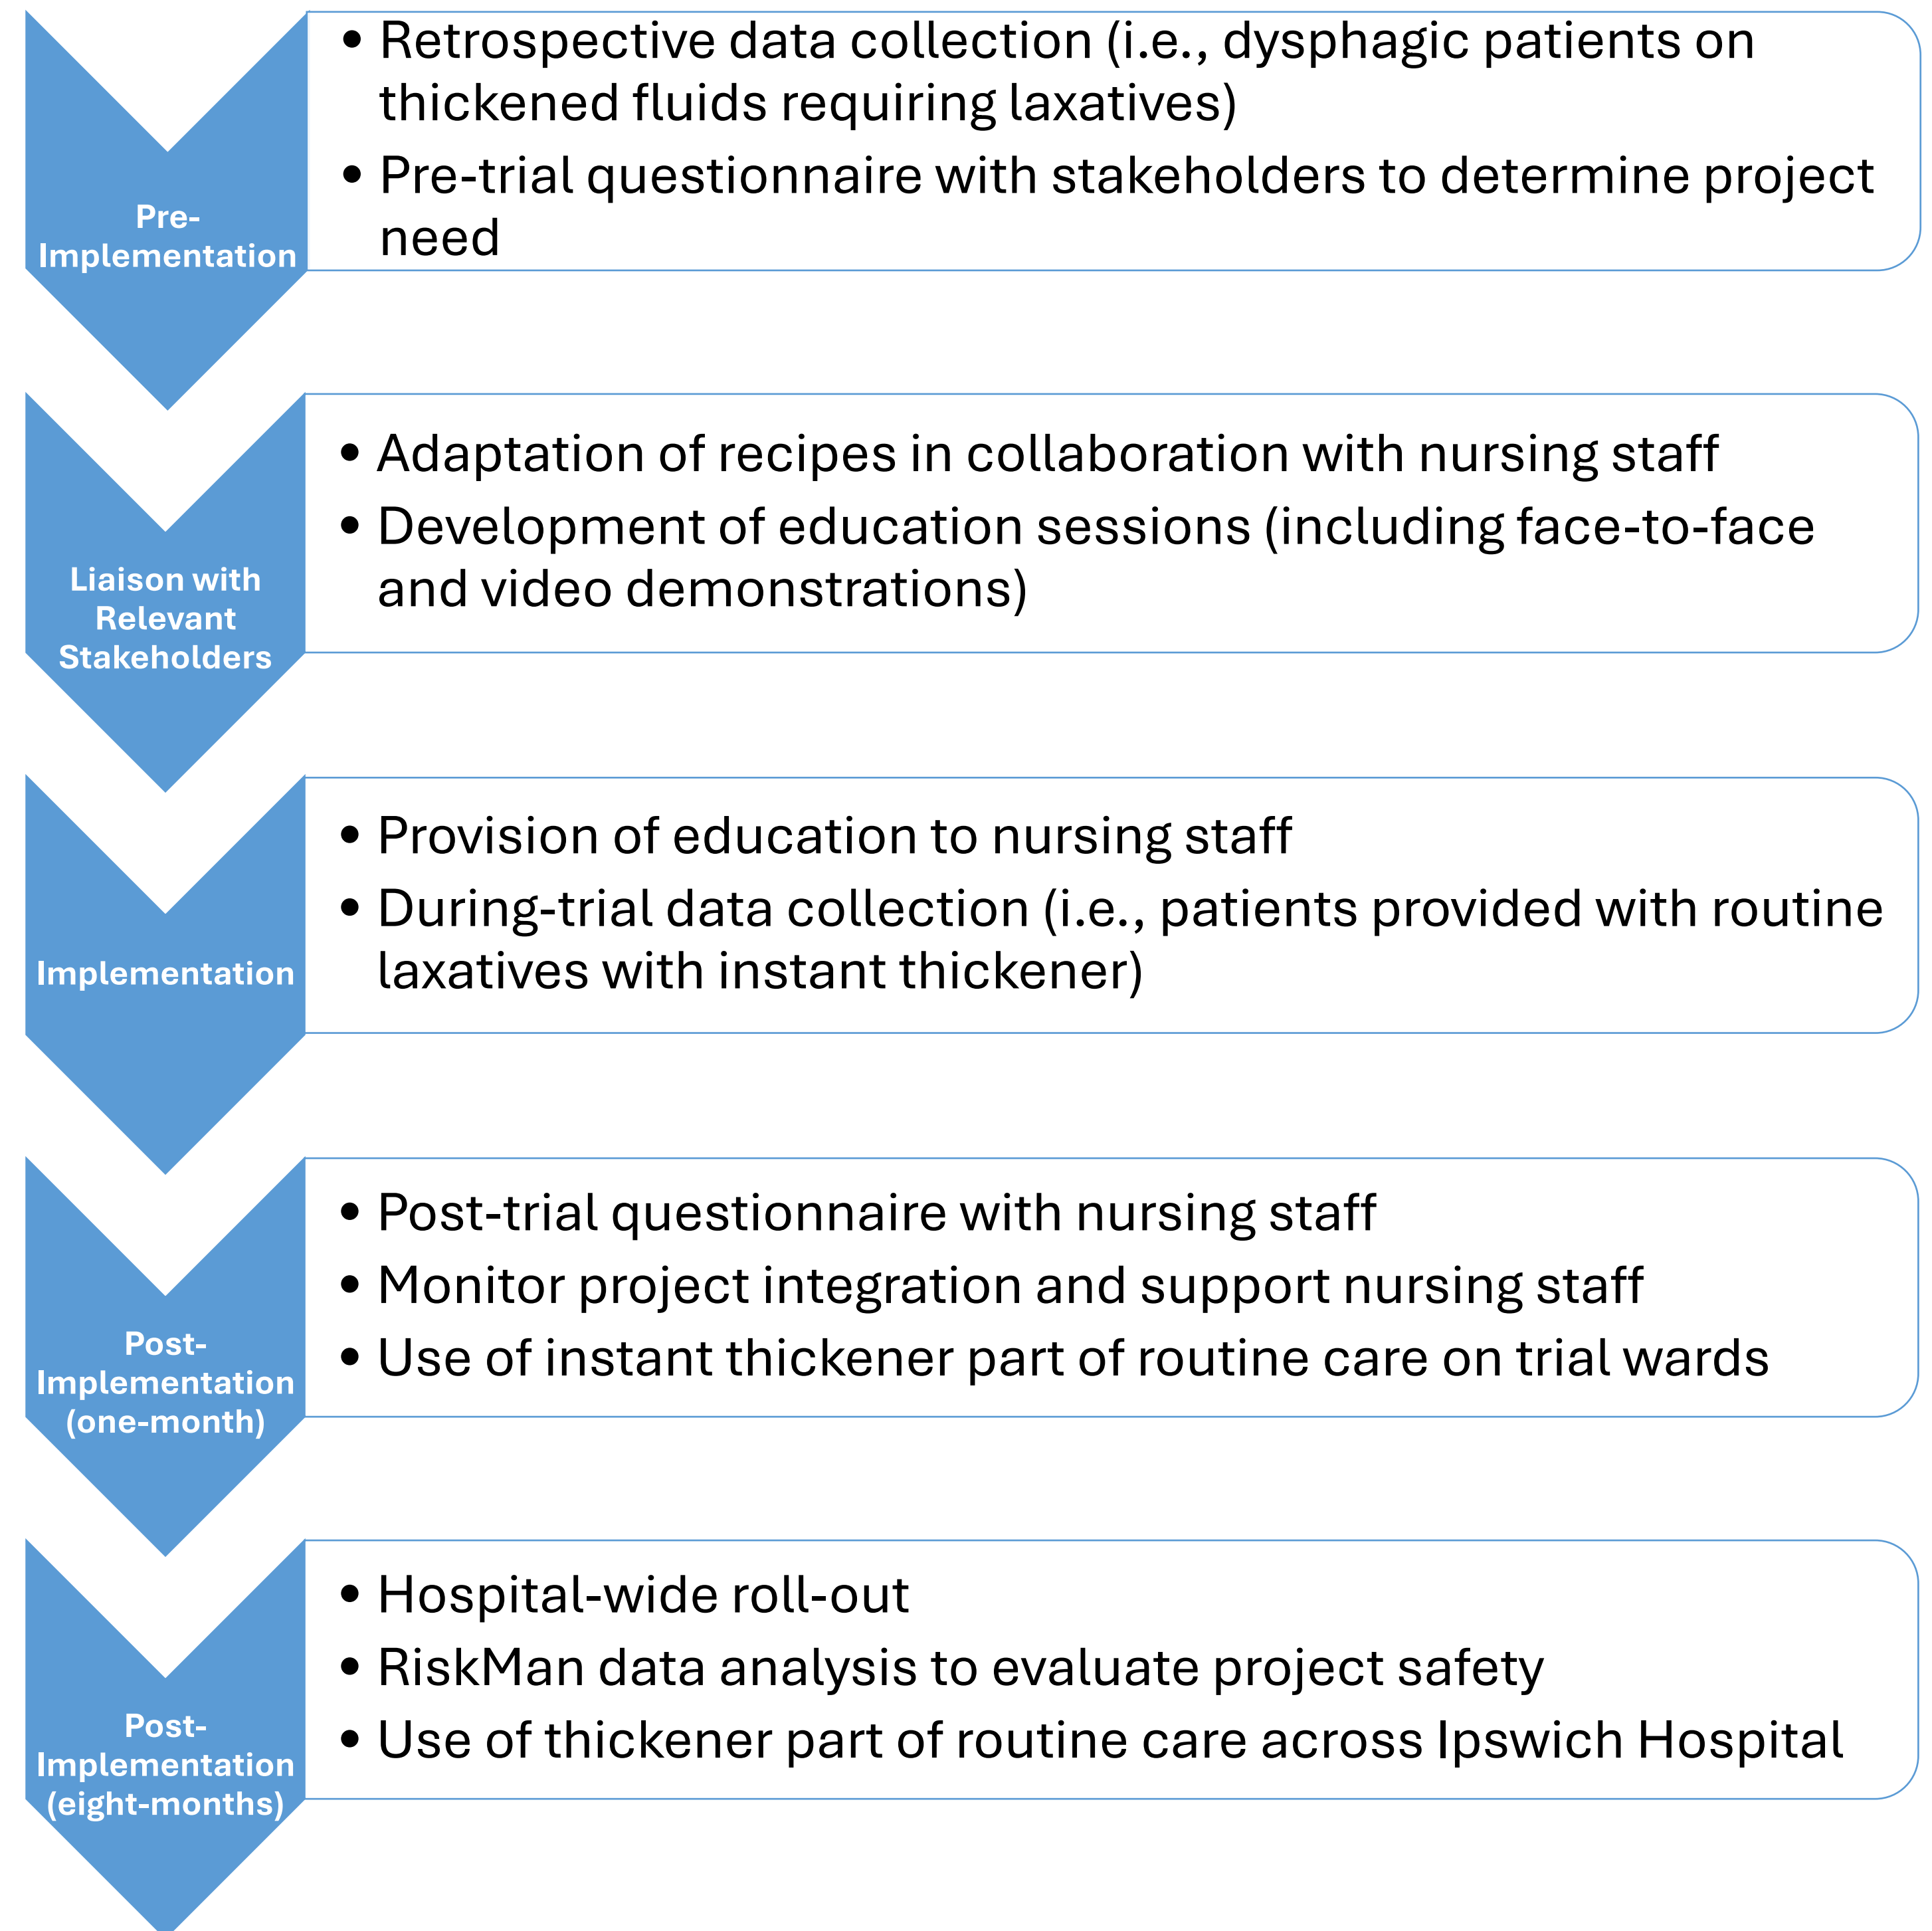 Pre-
Implementation
• Retrospective data collection (i.e., dysphagic patients on
thickened fluids requiring laxatives)
• Pre-trial questionnaire with stakeholders to determine project
need
Liaison with
Relevant
Stakeholders
• Adaptation of recipes in collaboration with nursing staff
• Development of education sessions (including face-to-face
and video demonstrations)
Implementation
• Provision of education to nursing staff
• During-trial data collection (i.e., patients provided with routine
laxatives with instant thickener)
Post-
Implementation
(one-month)
• Post-trial questionnaire with nursing staff
• Monitor project integration and support nursing staff
• Use of instant thickener part of routine care on trial wards
Post-
Implementation
(eight-months)
• Hospital-wide roll-out
• RiskMan data analysis to evaluate project safety
• Use of thickener part of routine care across Ipswich Hospital